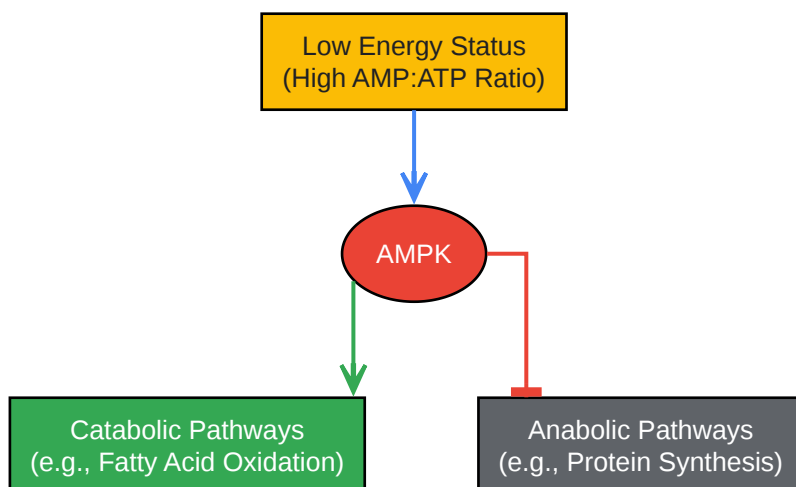 Low Energy Status
(High AMP:ATP Ratio)
AMPK
Catabolic Pathways
(e.g., Fatty Acid Oxidation)
Anabolic Pathways
(e.g., Protein Synthesis)